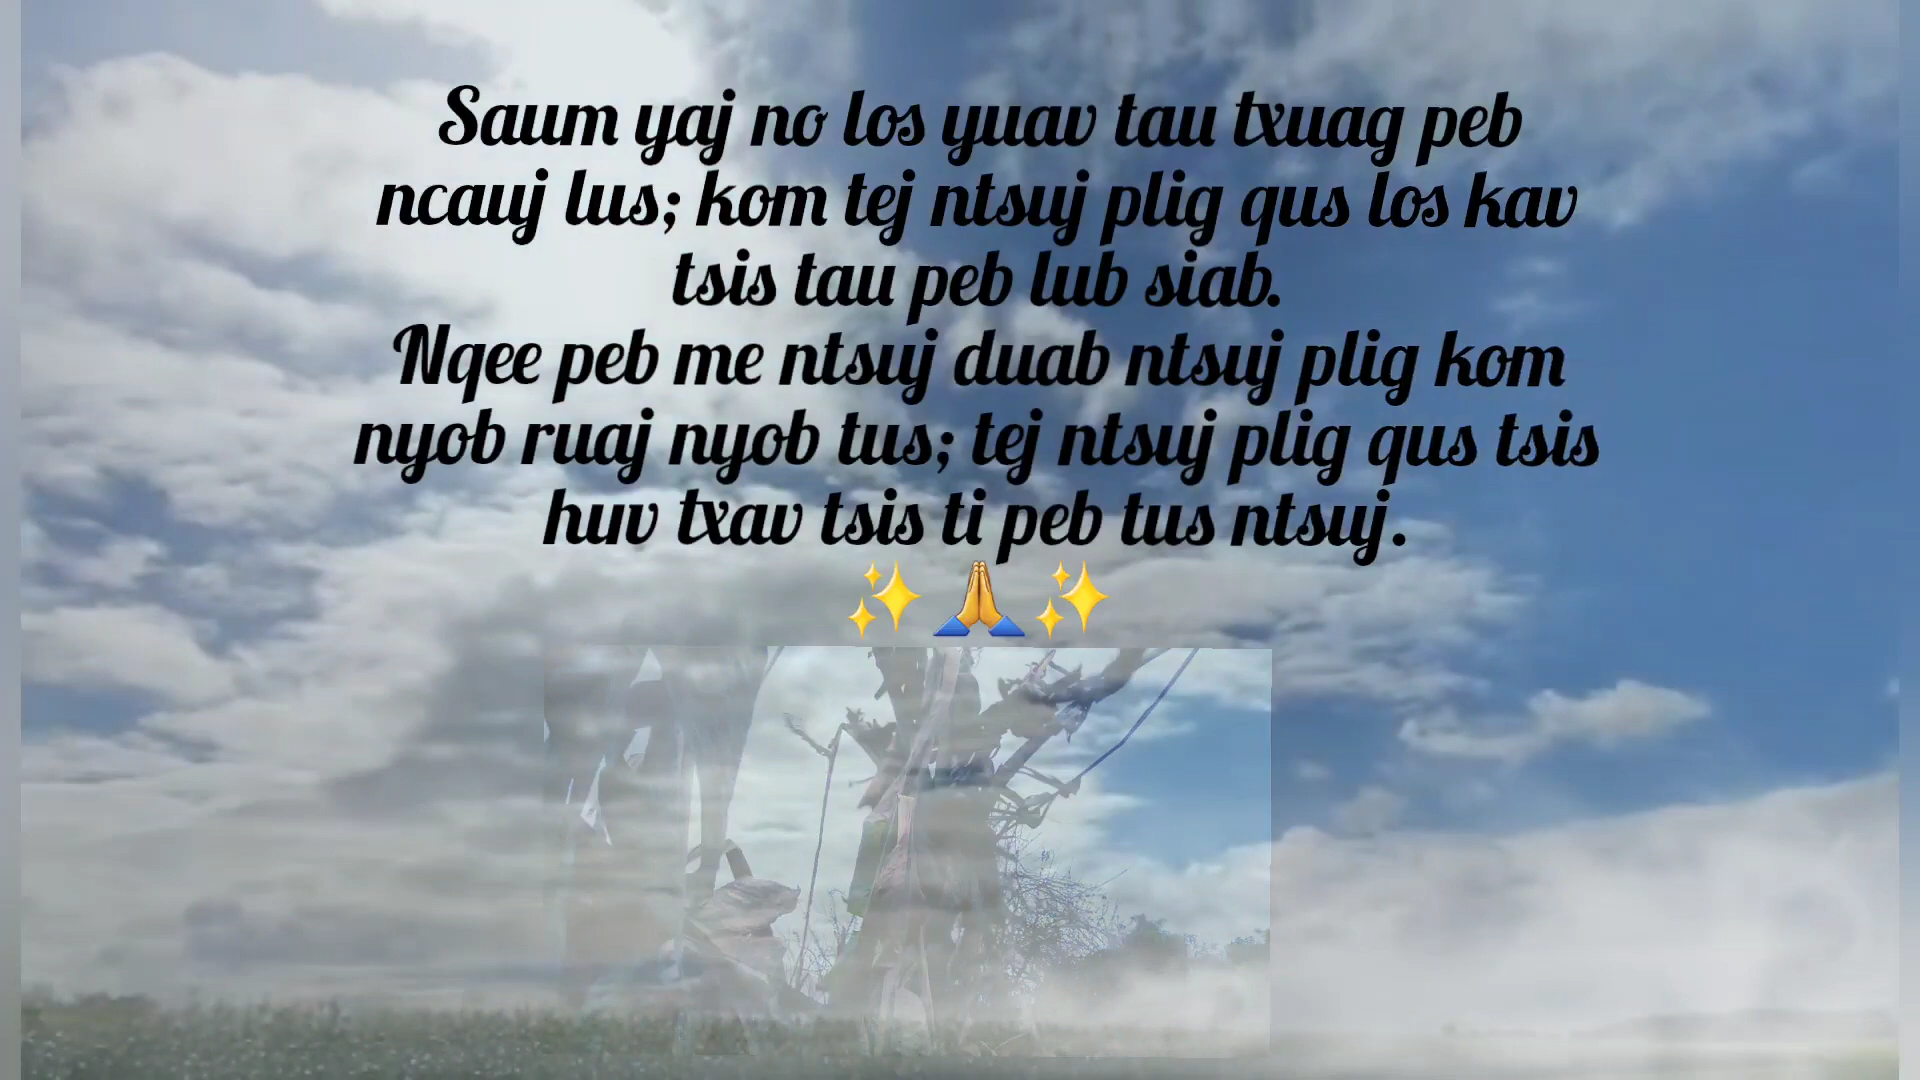 Saum yaj no los yuav tau txuag peb
ncauj lus; kom tej ntsuj plig qus los kav
tsis tau peb lub siab.
Nqee peb me ntsuj duab ntsuj plig kom
nyob ruaj nyob tus; tej ntsuj plig qus tsis
huv txav tsis ti peb tus ntsuj.
✨🙏✨